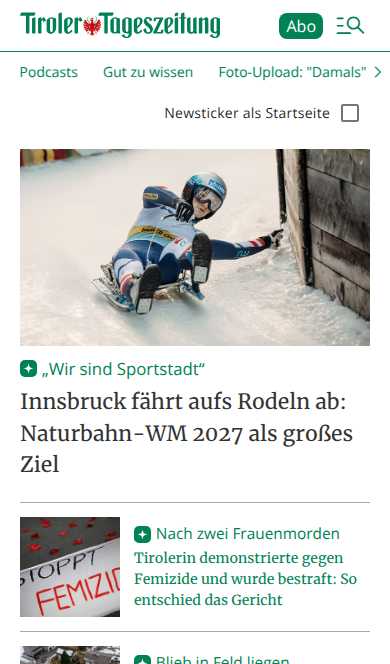 Tiroler Tageszeitung
Abo
Podcasts Gut zu wissen Foto-Upload: "Damals"
Newsticker als Startseite
„Wir sind Sportstadt“
Innsbruck fährt aufs Rodeln ab:
Naturbahn-WM 2027 als großes
Ziel
STOPPT
FEMIZID
Nach zwei Frauenmorden
Tirolerin demonstrierte gegen
Femizide und wurde bestraft: So
entschied das Gericht
Blieb in Feld liegen